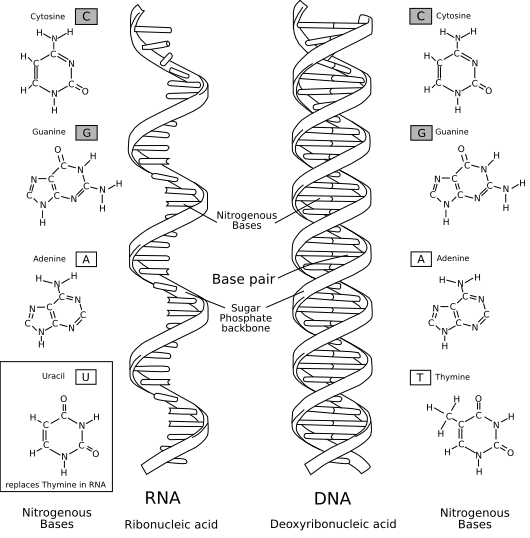 Cytosine C
H N H
H C C N
C C
H N O
H
Guanine G
O
C N H
N C
C C C H
H N N N
H H
Adenine A
H N H
N C N
C C
H N C N C
H
Uracil U
O
H C C N H
C C
H N O
H
replaces Thymine in RNA
Nitrogenous
Bases
Nitrogenous
Bases
Base pair
Sugar
Phosphate
backbone
RNA
Ribonucleic acid
DNA
Deoxyribonucleic acid
C Cytosine
H N H
H C C N
C C
H N O
H
G Guanine
O
C N H
N C
C C C H
H N N N
H H
A Adenine
H N H
N C N
C C
H N C N C
H
T Thymine
H H O
C C C N H
H C C
H N O
H
Nitrogenous
Bases